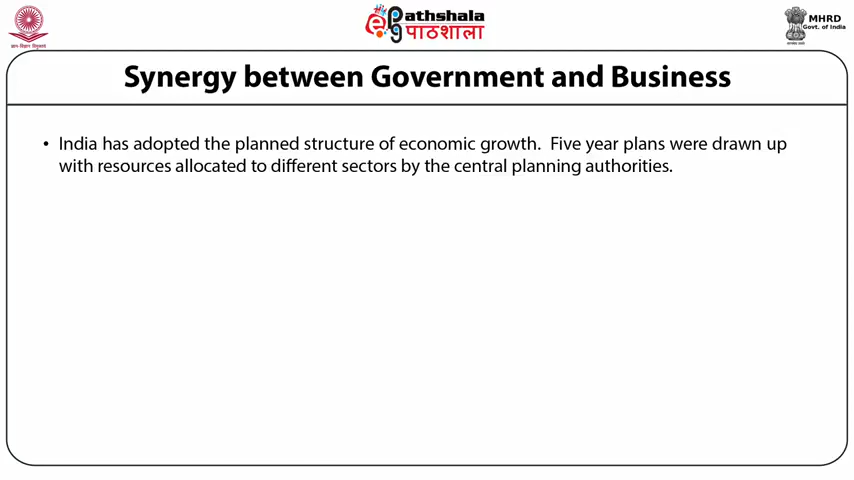 ePathshala
पाठशाला
MHRD
Govt. of India
Synergy between Government and Business
• India has adopted the planned structure of economic growth.  Five year plans were drawn up
with resources allocated to different sectors by the central planning authorities.